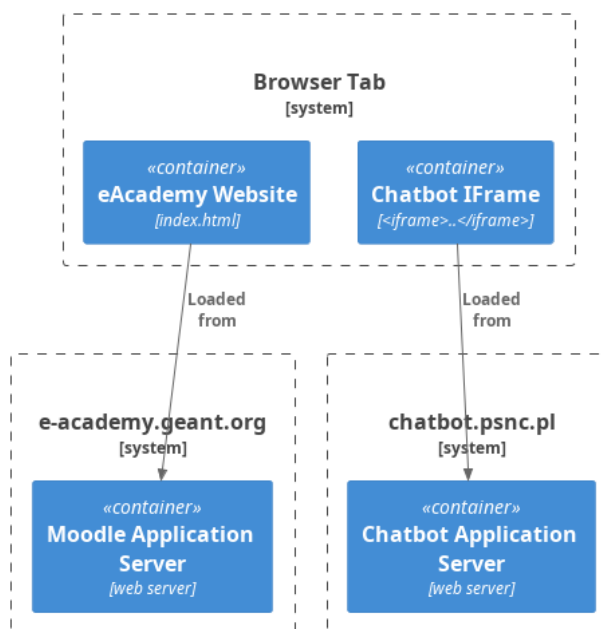 Browser Tab
[system]
«container»
eAcademy Website
[index.html]
«container»
Chatbot IFrame
[<iframe>..</iframe>]
Loaded
from
Loaded
from
e-academy.geant.org
[system]
chatbot.psnc.pl
[system]
«container»
Moodle Application
Server
[web server]
«container»
Chatbot Application
Server
[web server]